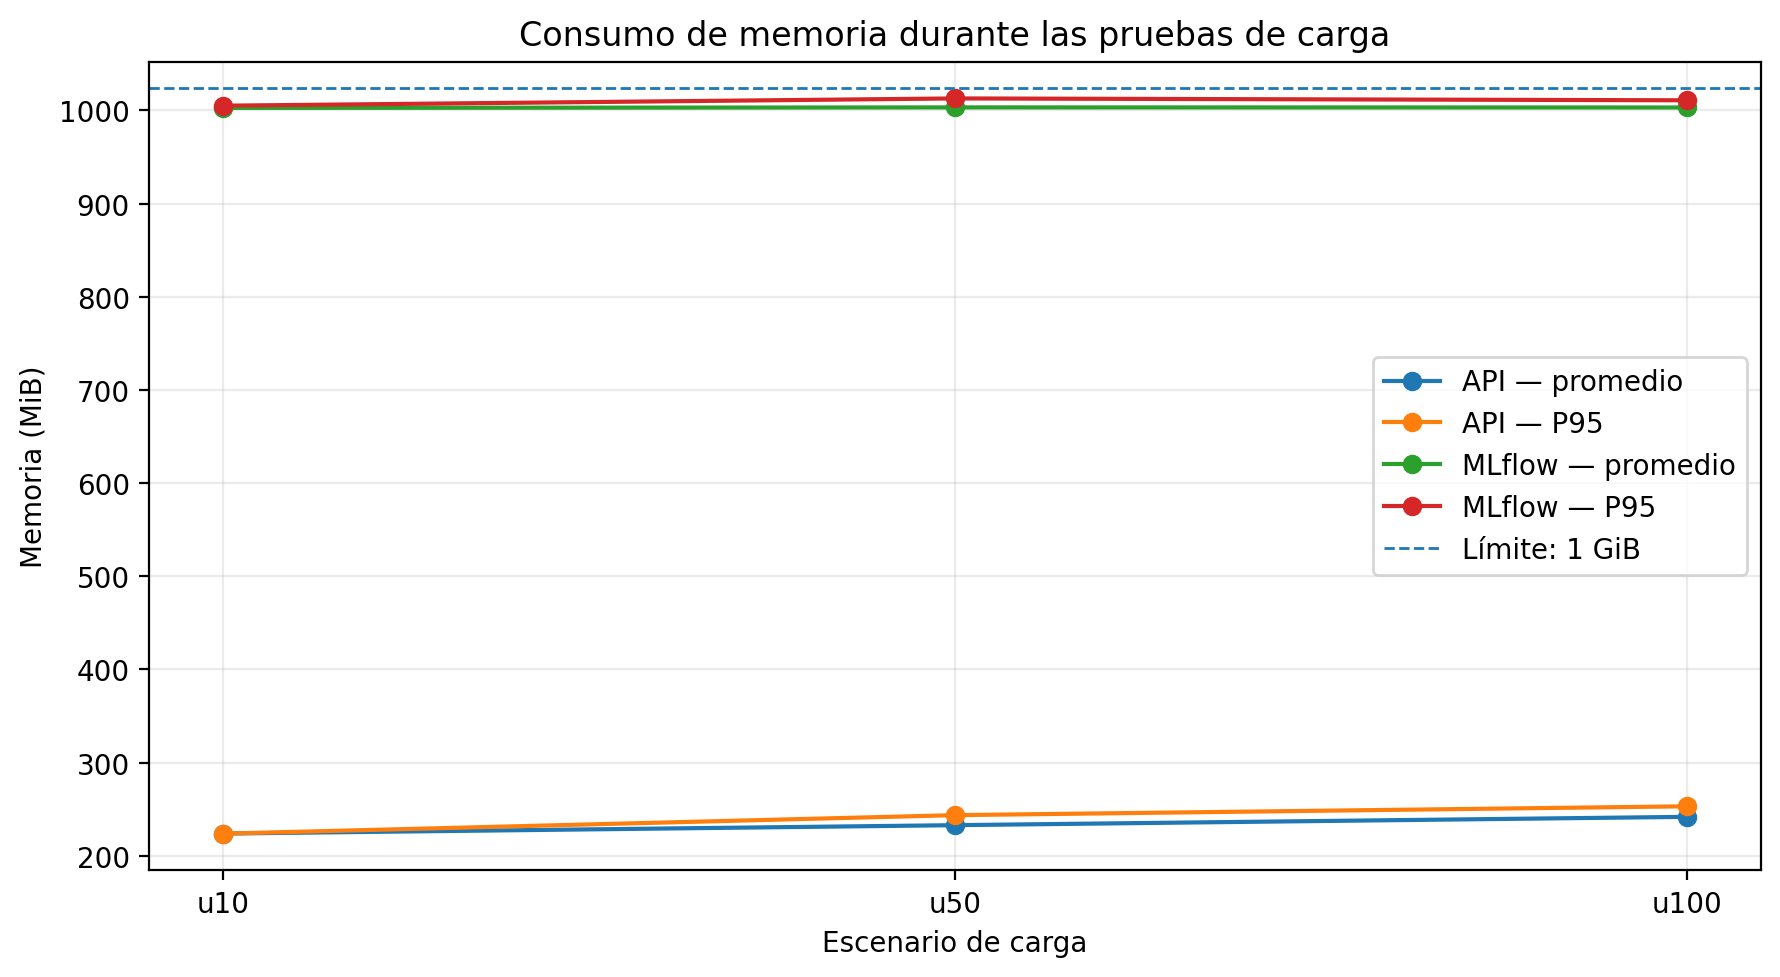 Consumo de memoria durante las pruebas de carga
Memoria (MiB)
1000
900
800
700
600
500
400
300
200
API — promedio
API — P95
MLflow — promedio
MLflow — P95
Límite: 1 GiB
u10
u50
u100
Escenario de carga